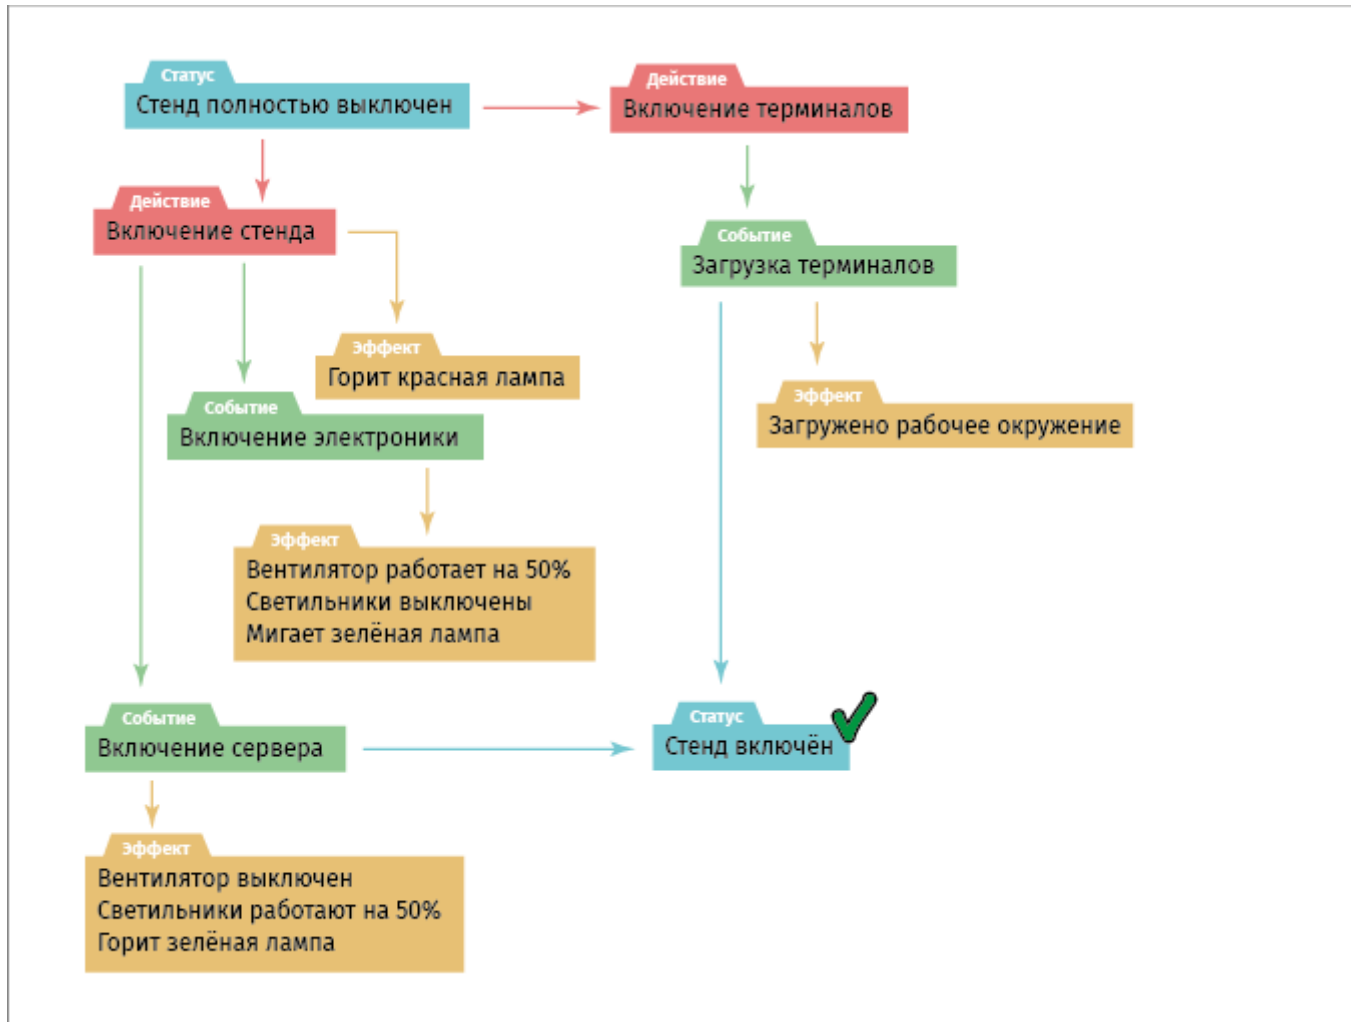 Статус
Стенд полностью выключен
Действие
Включение терминалов
Действие
Включение стенда
Событие
Загрузка терминалов
Эффект
Горит красная лампа
Эффект
Загружено рабочее окружение
Событие
Включение электроники
Эффект
Вентилятор работает на 50%
Светильники выключены
Мигает зелёная лампа
Событие
Включение сервера
Статус
Стенд включён
Эффект
Вентилятор выключен
Светильники работают на 50%
Горит зелёная лампа